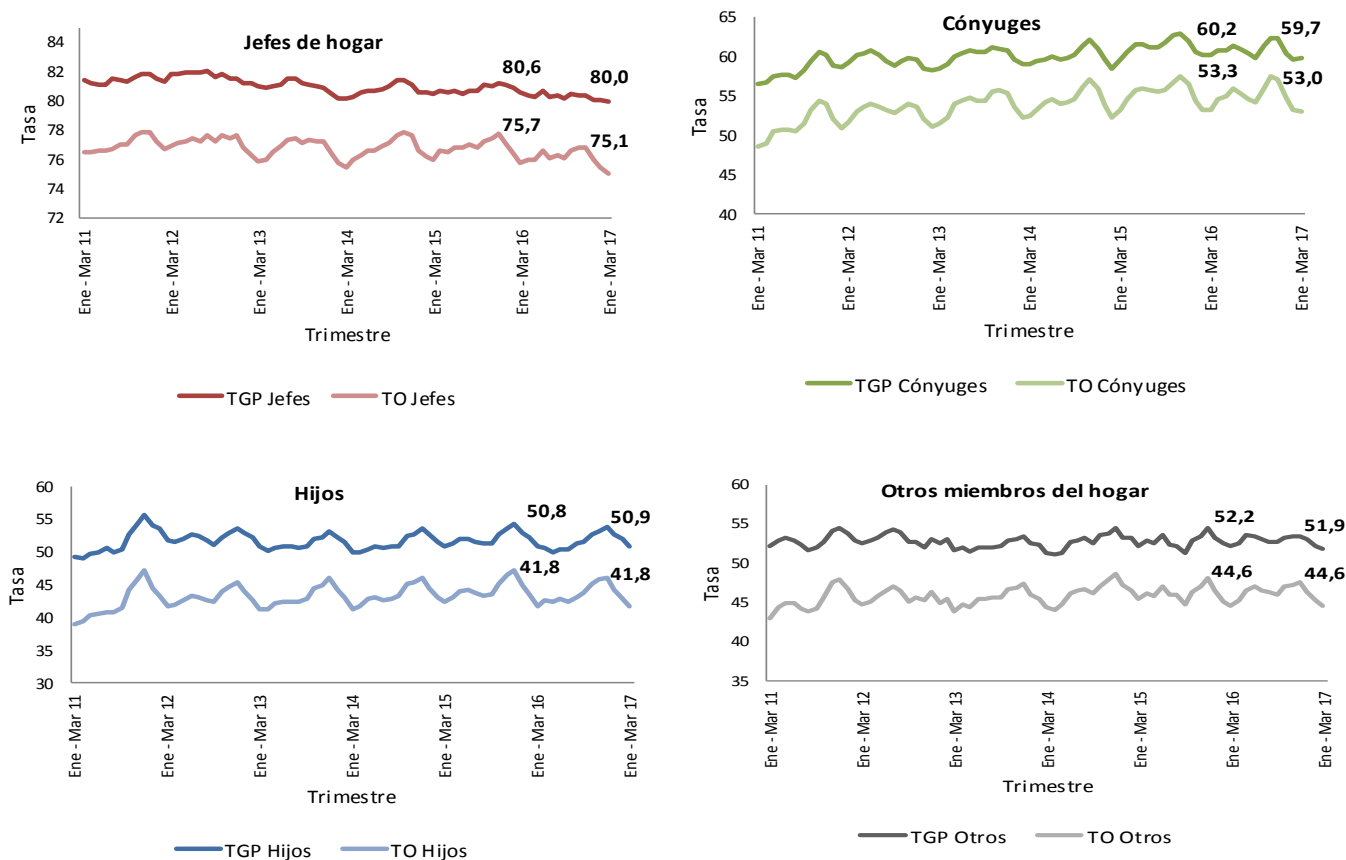 Jefes de hogar
84
82
80
78
76
74
72
Tasa
80,6
80,0
75,7
75,1
Ene - Mar 11
Ene - Mar 12
Ene - Mar 13
Ene - Mar 14
Ene - Mar 15
Ene - Mar 16
Ene - Mar 17
Trimestre
TGP Jefes
TO Jefes
Cónyuges
65
60
55
50
45
40
Tasa
60,2
59,7
53,3
53,0
Ene - Mar 11
Ene - Mar 12
Ene - Mar 13
Ene - Mar 14
Ene - Mar 15
Ene - Mar 16
Ene - Mar 17
Trimestre
TGP Cónyuges
TO Cónyuges
Hijos
60
55
50
45
40
35
30
Tasa
50,8
50,9
41,8
41,8
Ene - Mar 11
Ene - Mar 12
Ene - Mar 13
Ene - Mar 14
Ene - Mar 15
Ene - Mar 16
Ene - Mar 17
Trimestre
TGP Hijos
TO Hijos
Otros miembros del hogar
60
55
50
45
40
35
Tasa
52,2
51,9
44,6
44,6
Ene - Mar 11
Ene - Mar 12
Ene - Mar 13
Ene - Mar 14
Ene - Mar 15
Ene - Mar 16
Ene - Mar 17
Trimestre
TGP Otros
TO Otros